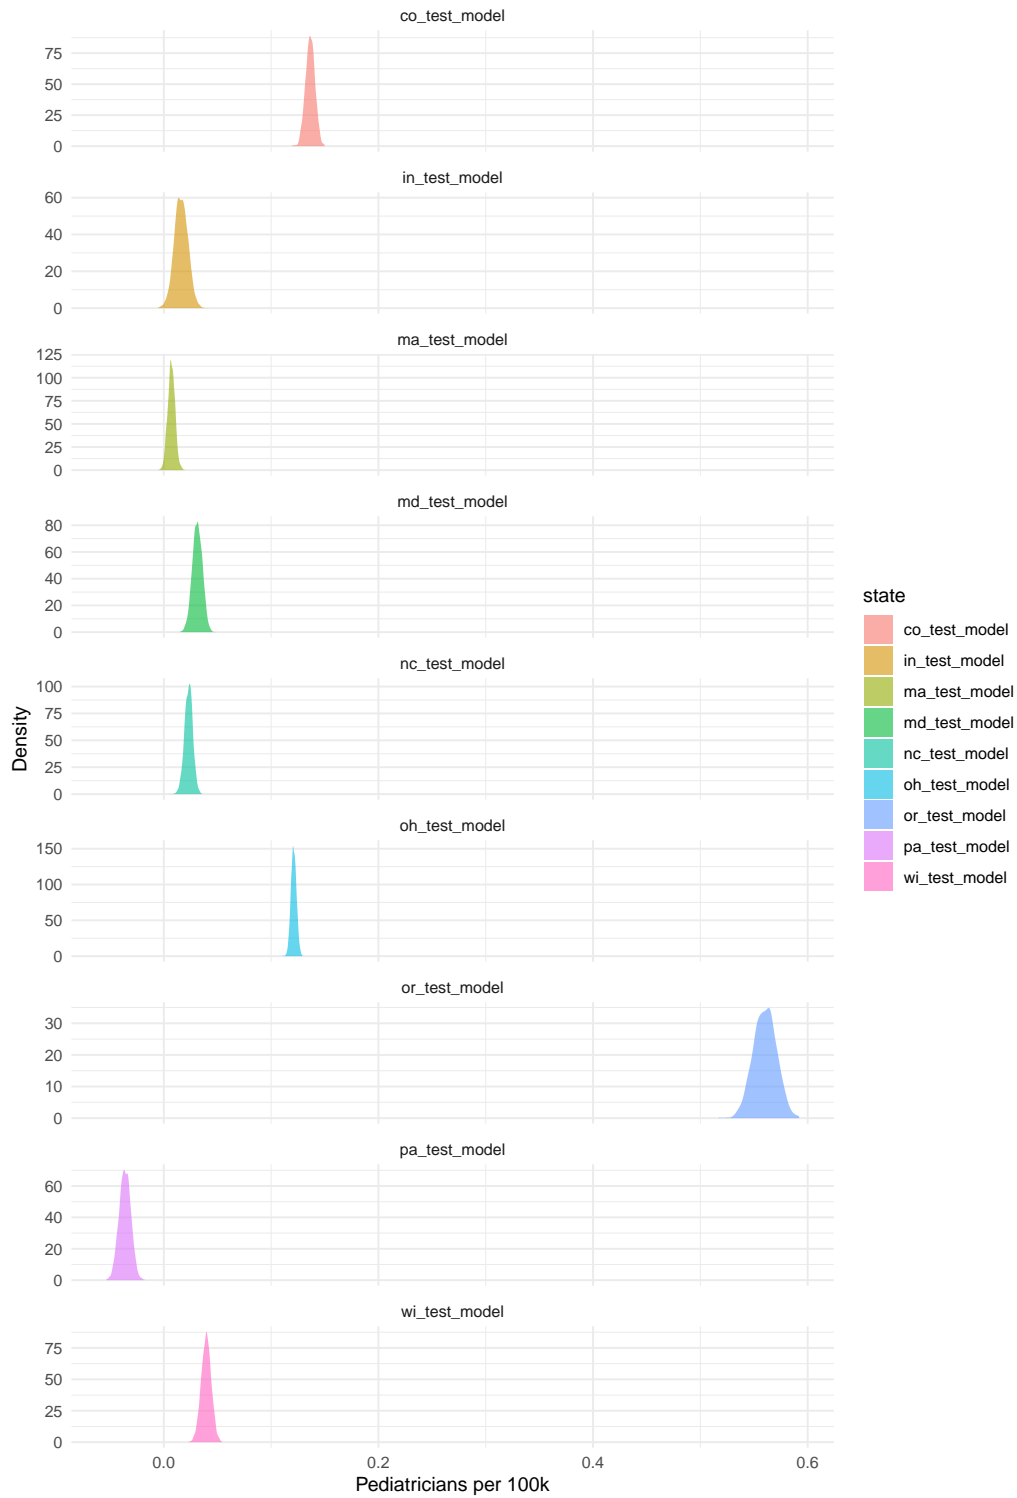 co_test_model
75
50
25
0
in_test_model
60
40
20
0
ma_test_model
125
100
75
50
25
0
md_test_model
80
60
40
20
0
nc_test_model
100
75
50
25
0
Density
oh_test_model
150
100
50
0
or_test_model
30
20
10
0
pa_test_model
60
40
20
0
wi_test_model
75
50
25
0
0.0 0.2 0.4 0.6
Pediatricians per 100k
state
co_test_model
in_test_model
ma_test_model
md_test_model
nc_test_model
oh_test_model
or_test_model
pa_test_model
wi_test_model